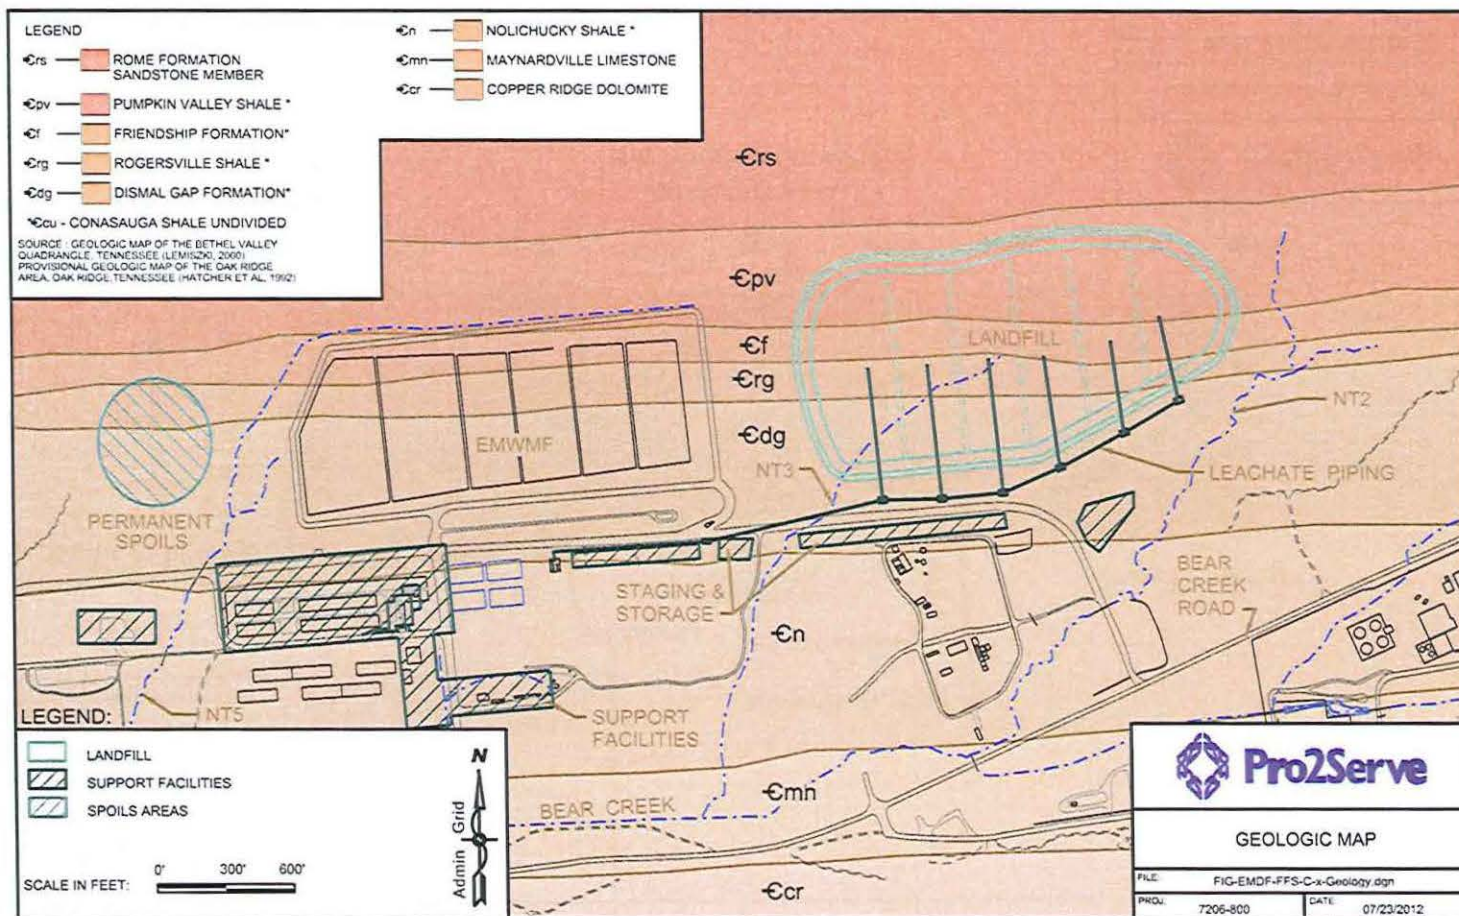 LEGEND
Ꞓrs ROME FORMATION
SANDSTONE MEMBER
Ꞓpv PUMPKIN VALLEY SHALE *
Ꞓf FRIENDSHIP FORMATION*
Ꞓrg ROGERSVILLE SHALE *
Ꞓdg DISMAL GAP FORMATION*
*Ꞓcu - CONASAUGA SHALE UNDIVIDED
SOURCE : GEOLOGIC MAP OF THE BETHEL VALLEY
QUADRANGLE, TENNESSEE (LEMISZKI, 2000)
PROVISIONAL GEOLOGIC MAP OF THE OAK RIDGE
AREA, OAK RIDGE, TENNESSEE (HATCHER ET AL, 1992)
Ꞓn NOLICHUCKY SHALE *
Ꞓmn MAYNARDVILLE LIMESTONE
Ꞓcr COPPER RIDGE DOLOMITE
Ꞓrs
Ꞓpv
Ꞓf
LANDFILL
Ꞓrg
NT2
Ꞓdg
EMWMF
NT3
LEACHATE PIPING
PERMANENT
SPOILS
BEAR
CREEK
ROAD
STAGING &
STORAGE
Ꞓn
NT5
SUPPORT
FACILITIES
Ꞓmn
BEAR CREEK
Ꞓcr
LEGEND:
LANDFILL
SUPPORT FACILITIES
SPOILS AREAS
SCALE IN FEET:
0' 300' 600'
N
Admin Grid
Pro2Serve
GEOLOGIC MAP
FILE: FIG-EMDF-FFS-C-x-Geology.dgn
PROJ. 7206-800
DATE 07/23/2012